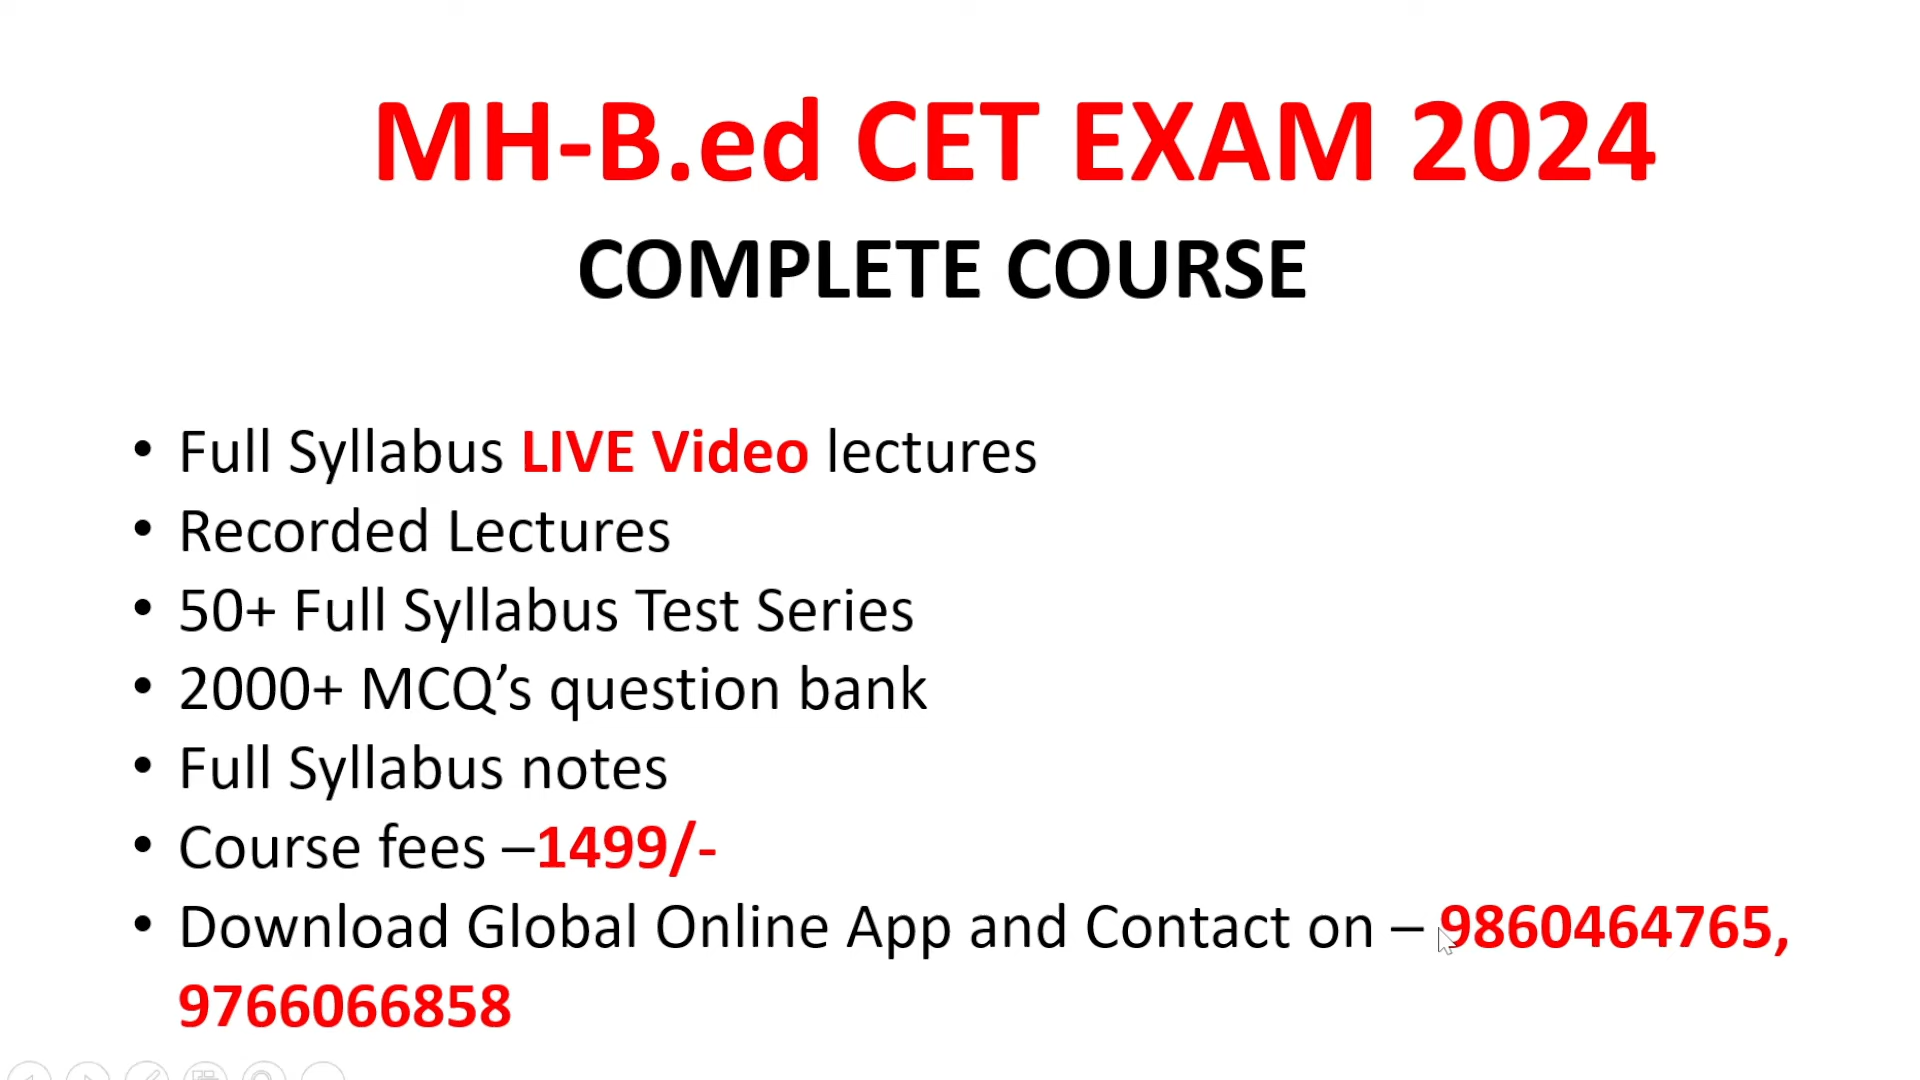 MH-B.ed CET EXAM 2024
COMPLETE COURSE
• Full Syllabus LIVE Video lectures
• Recorded Lectures
• 50+ Full Syllabus Test Series
• 2000+ MCQ’s question bank
• Full Syllabus notes
• Course fees –1499/-
• Download Global Online App and Contact on – 9860464765,
9766066858